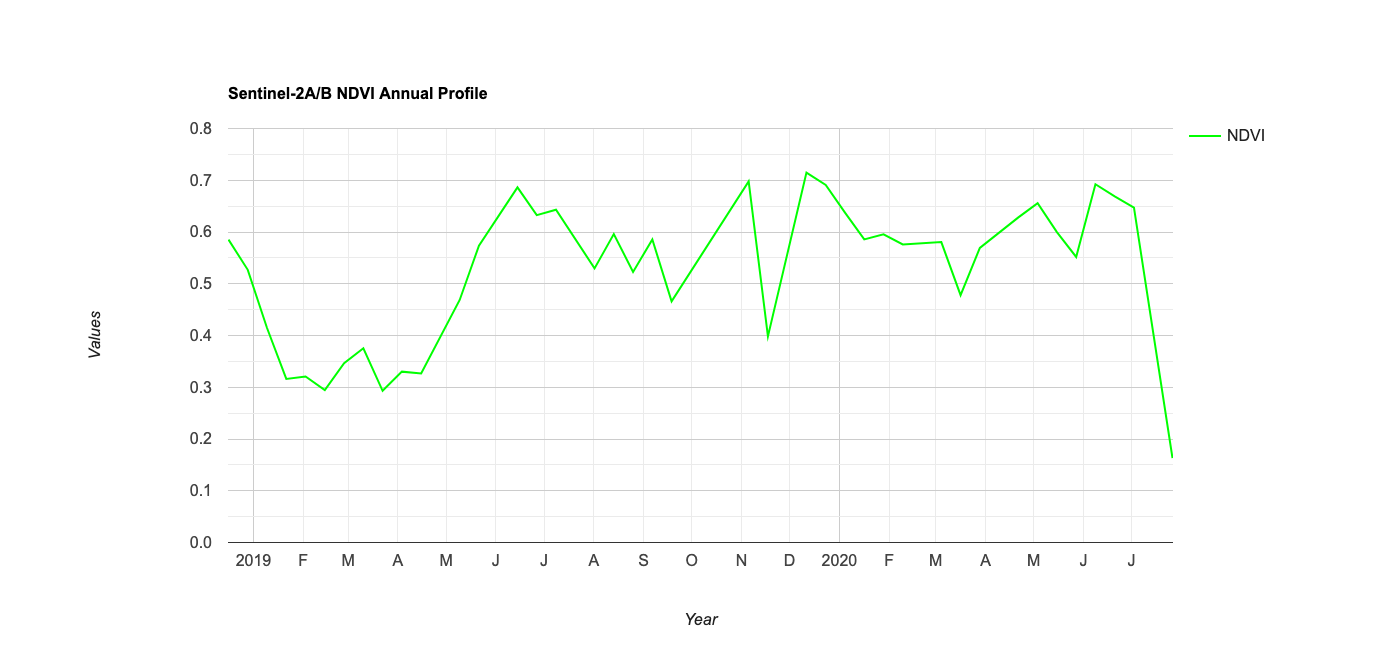 Sentinel-2A/B NDVI Annual Profile
NDVI
0.8
0.7
0.6
0.5
0.4
0.3
0.2
0.1
0.0
Values
2019 F M A M J J A S O N D 2020 F M A M J J
Year